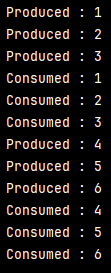 Produced : 1
Produced : 2
Produced : 3
Consumed : 1
Consumed : 2
Consumed : 3
Produced : 4
Produced : 5
Produced : 6
Consumed : 4
Consumed : 5
Consumed : 6